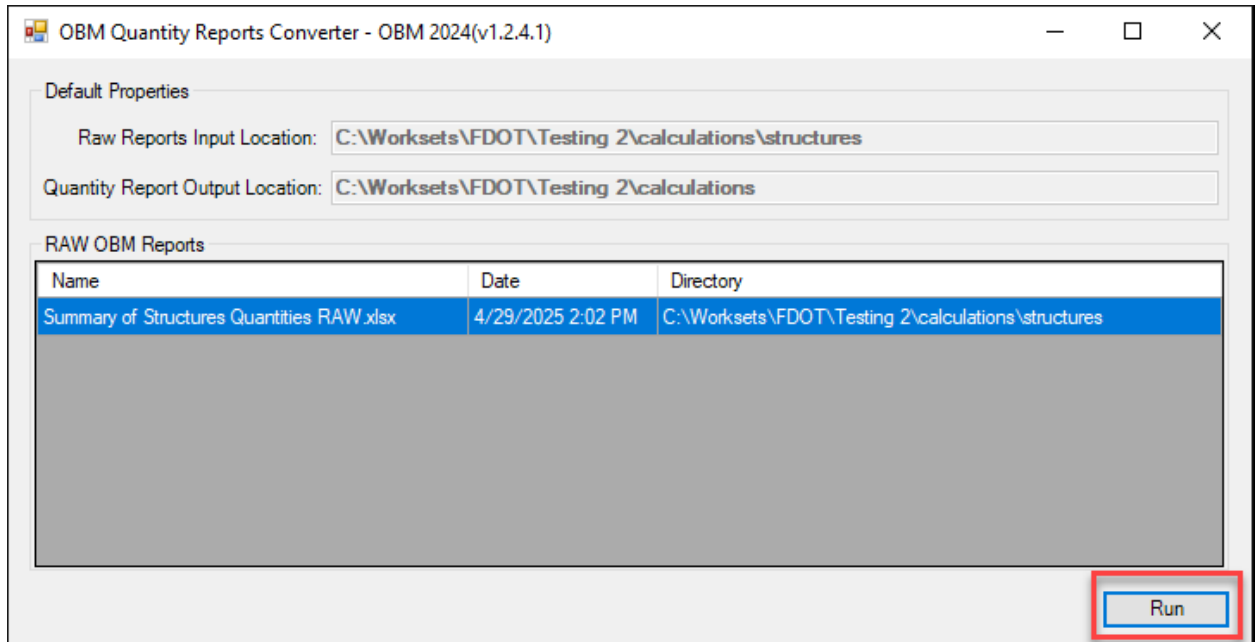 OBM Quantity Reports Converter - OBM 2024(v1.2.4.1)
Default Properties
Raw Reports Input Location: C:\Worksets\FDOT\Testing 2\calculations\structures
Quantity Report Output Location: C:\Worksets\FDOT\Testing 2\calculations
RAW OBM Reports
Name Date Directory
Summary of Structures Quantities RAW.xlsx 4/29/2025 2:02 PM C:\Worksets\FDOT\Testing 2\calculations\structures
Run